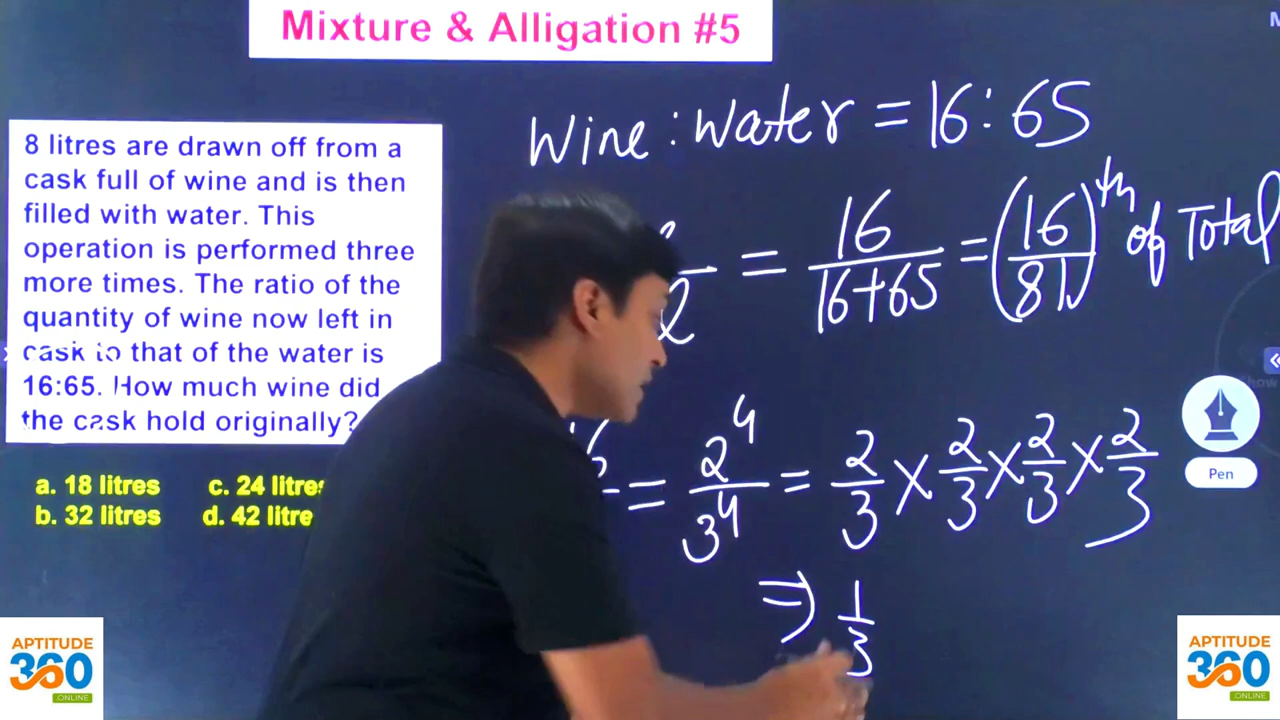 Mixture & Alligation #5
8 litres are drawn off from a
cask full of wine and is then
filled with water. This
operation is performed three
more times. The ratio of the
quantity of wine now left in
cask to that of the water is
16:65. How much wine did
the cask hold originally?
a. 18 litres c. 24 litres
b. 32 litres d. 42 litre
Wine : Water = 16 : 65
= 16/16+65 = (16/81)th of Total
= 2^4/3^4 = 2/3 × 2/3 × 2/3 × 2/3
⇒ 1/3
Pen
APTITUDE
360
.ONLINE
APTITUDE
360
.ONLINE